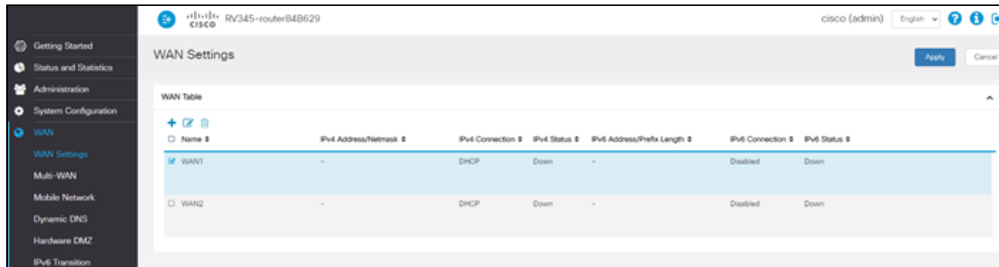 CISCO RV345-router84B629
cisco (admin) English
Getting Started
Status and Statistics
Administration
System Configuration
WAN
WAN Settings
Multi-WAN
Mobile Network
Dynamic DNS
Hardware DMZ
IPv6 Transition
WAN Settings
Apply Cancel
WAN Table
Name IPv4 Address/Netmask IPv4 Connection IPv4 Status IPv6 Address/Prefix Length IPv6 Connection IPv6 Status
WAN1 - DHCP Down - Disabled Down
WAN2 - DHCP Down - Disabled Down